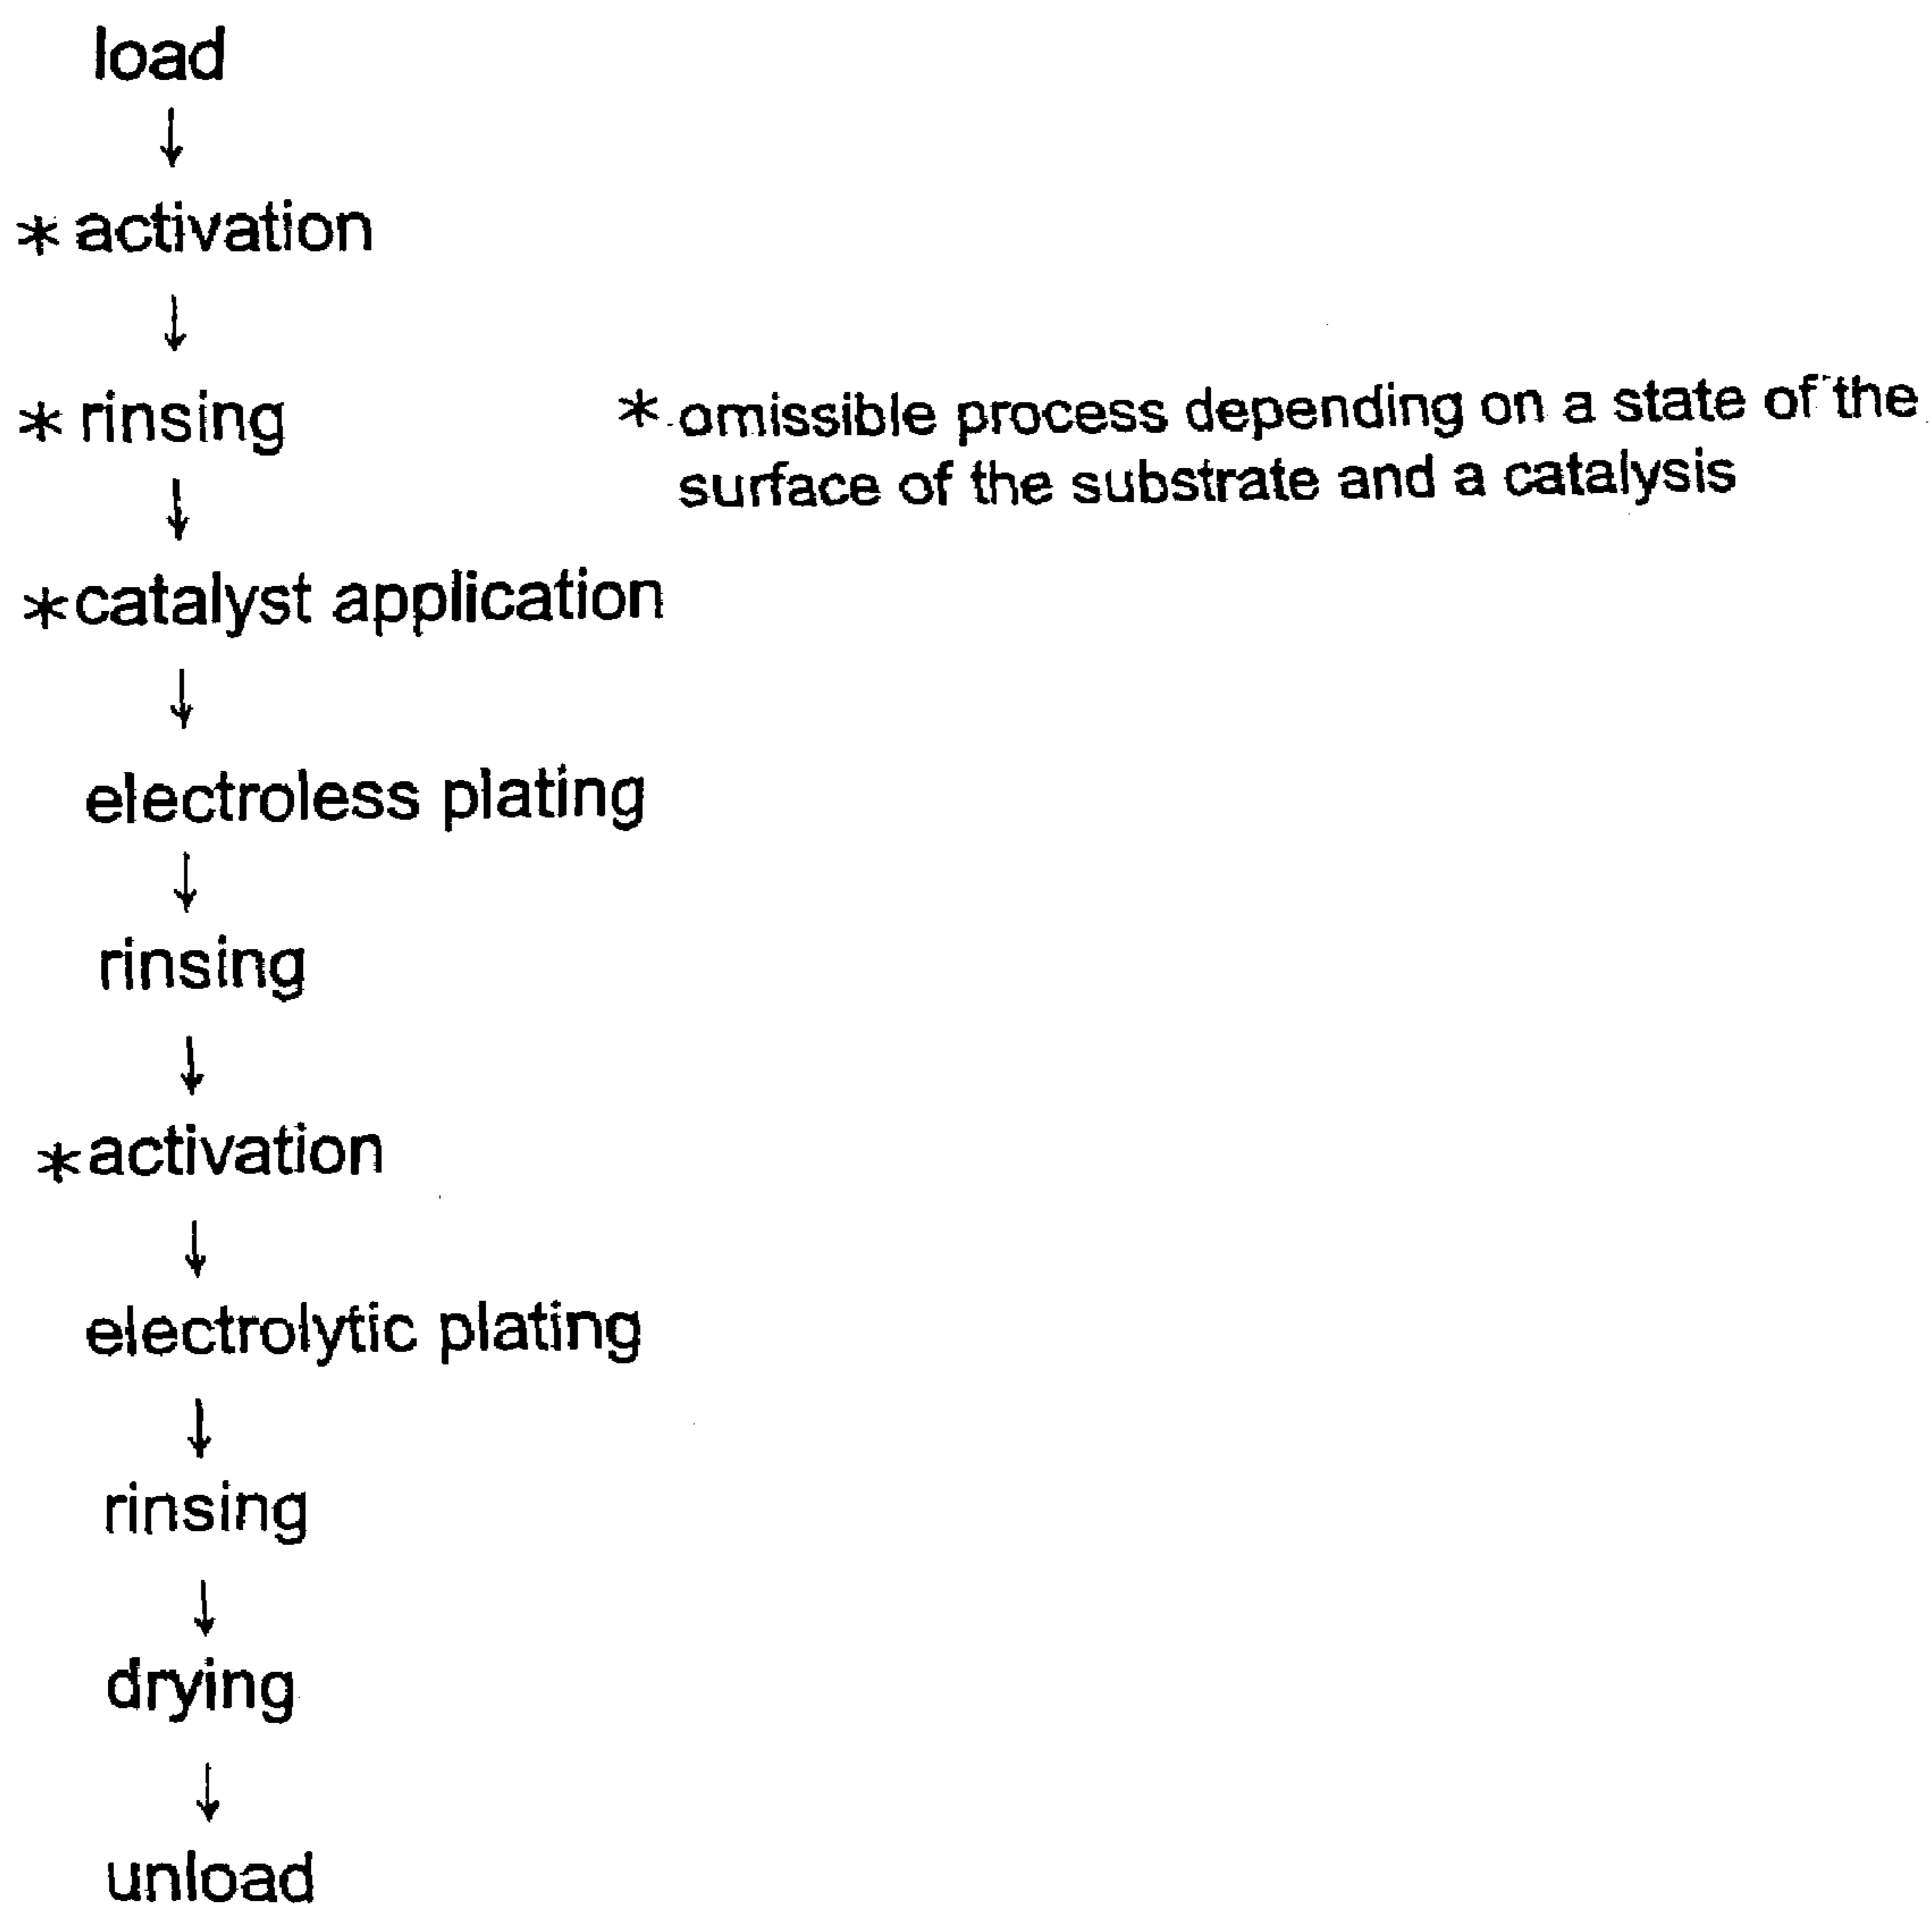 load
↓
* activation
↓
* rinsing
* omissible process depending on a state of the
surface of the substrate and a catalysis
↓
*catalyst application
↓
electroless plating
↓
rinsing
↓
*activation
↓
electrolytic plating
↓
rinsing
↓
drying
↓
unload